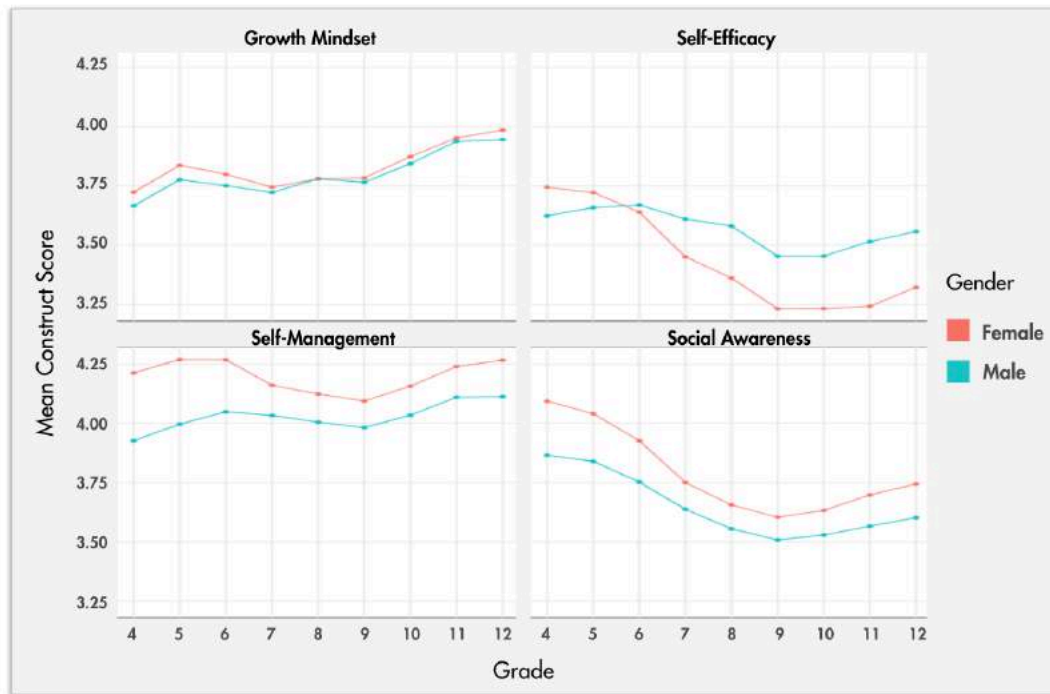 Growth Mindset
Self-Efficacy
4.25
4.00
3.75
3.50
3.25
Self-Management
Social Awareness
4.25
4.00
3.75
3.50
3.25
4 5 6 7 8 9 10 11 12
4 5 6 7 8 9 10 11 12
Mean Construct Score
Grade
Gender
Female
Male